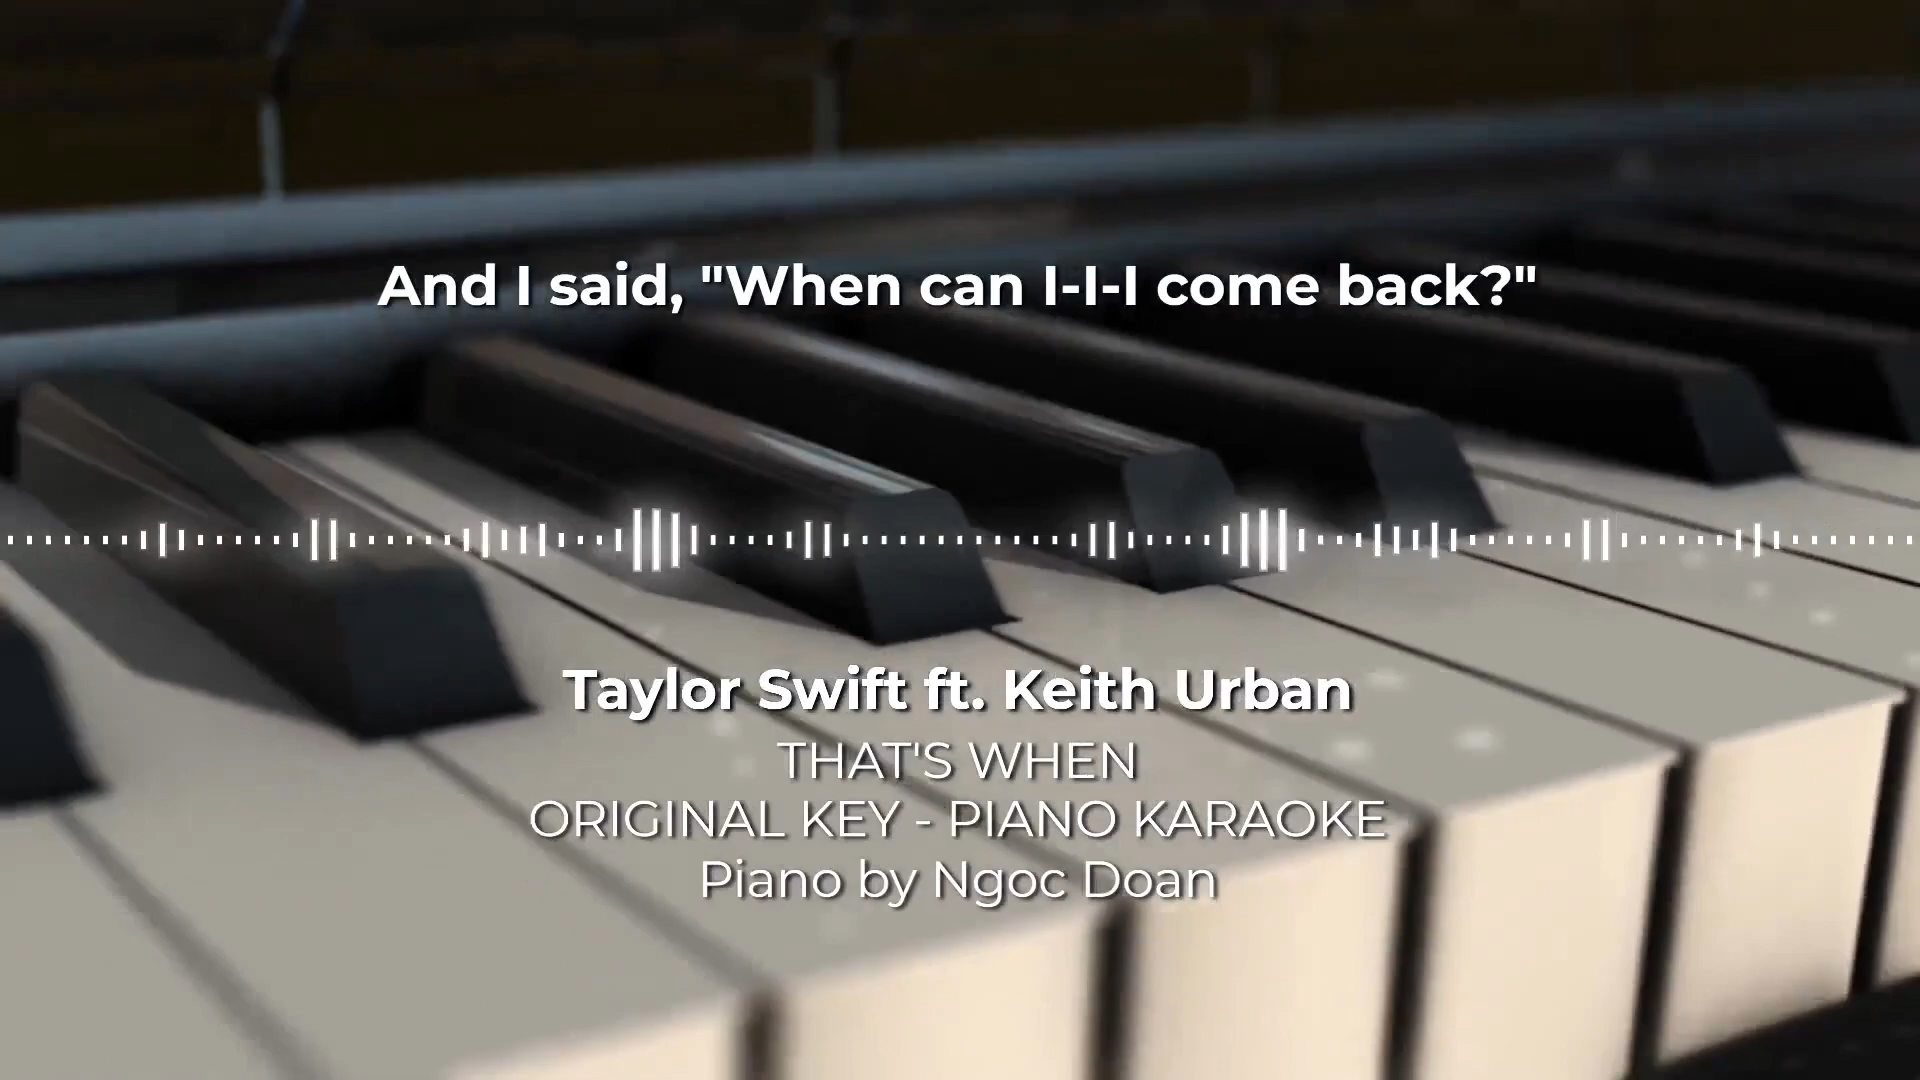 And I said, "When can I-I-I come back?"
Taylor Swift ft. Keith Urban
THAT'S WHEN
ORIGINAL KEY - PIANO KARAOKE
Piano by Ngoc Doan